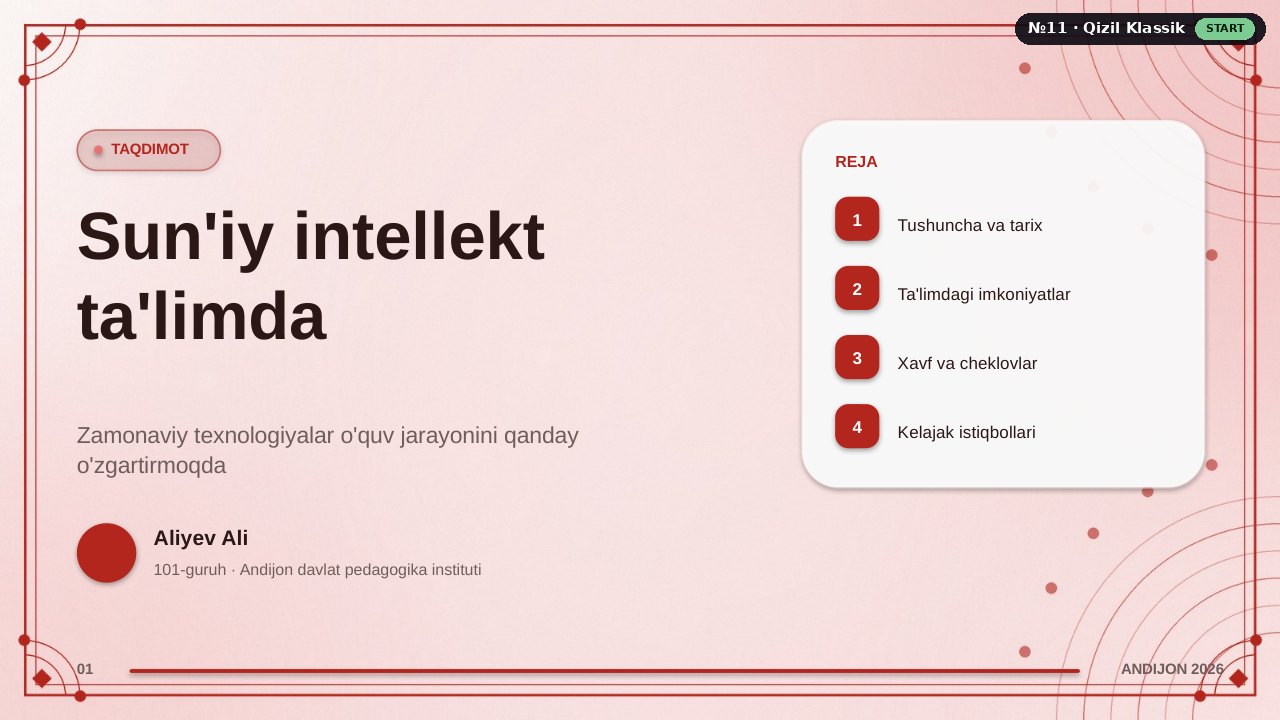 №11 · Qizil Klassik START
TAQDIMOT
Sun'iy intellekt
ta'limda
Zamonaviy texnologiyalar o'quv jarayonini qanday
o'zgartirmoqda
Aliyev Ali
101-guruh · Andijon davlat pedagogika instituti
REJA
1 Tushuncha va tarix
2 Ta'limdagi imkoniyatlar
3 Xavf va cheklovlar
4 Kelajak istiqbollari
01
ANDIJON 2026